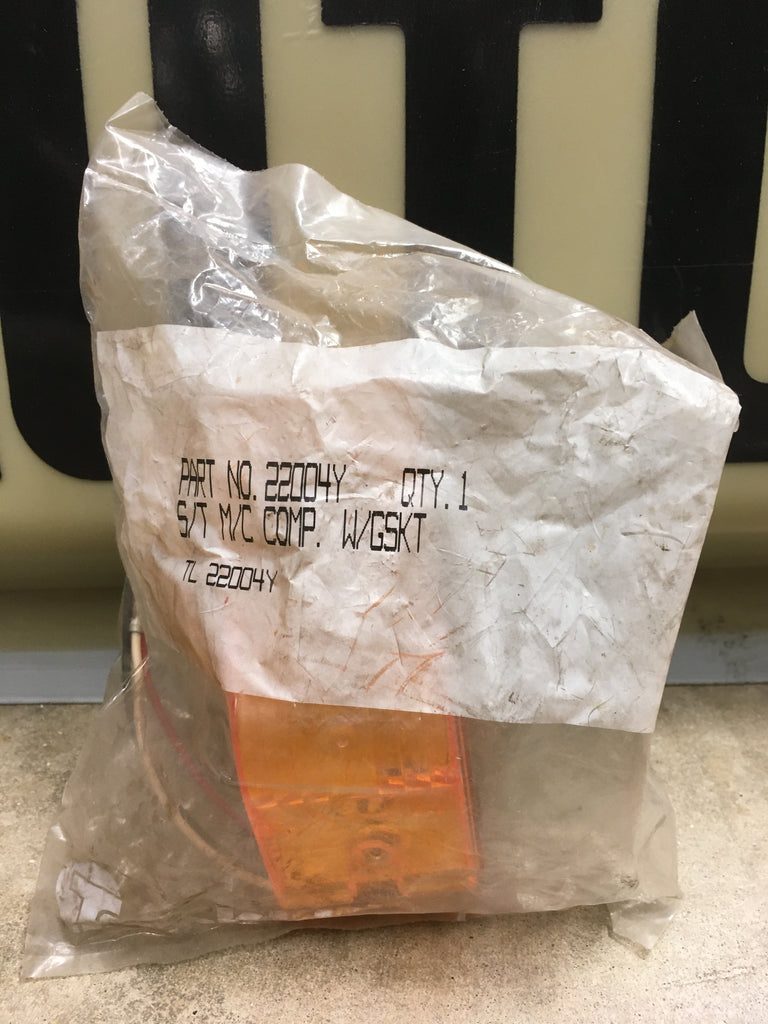 PART NO. 22004Y QTY. 1
S/T M/C COMP. W/GSKT
TL 22004Y